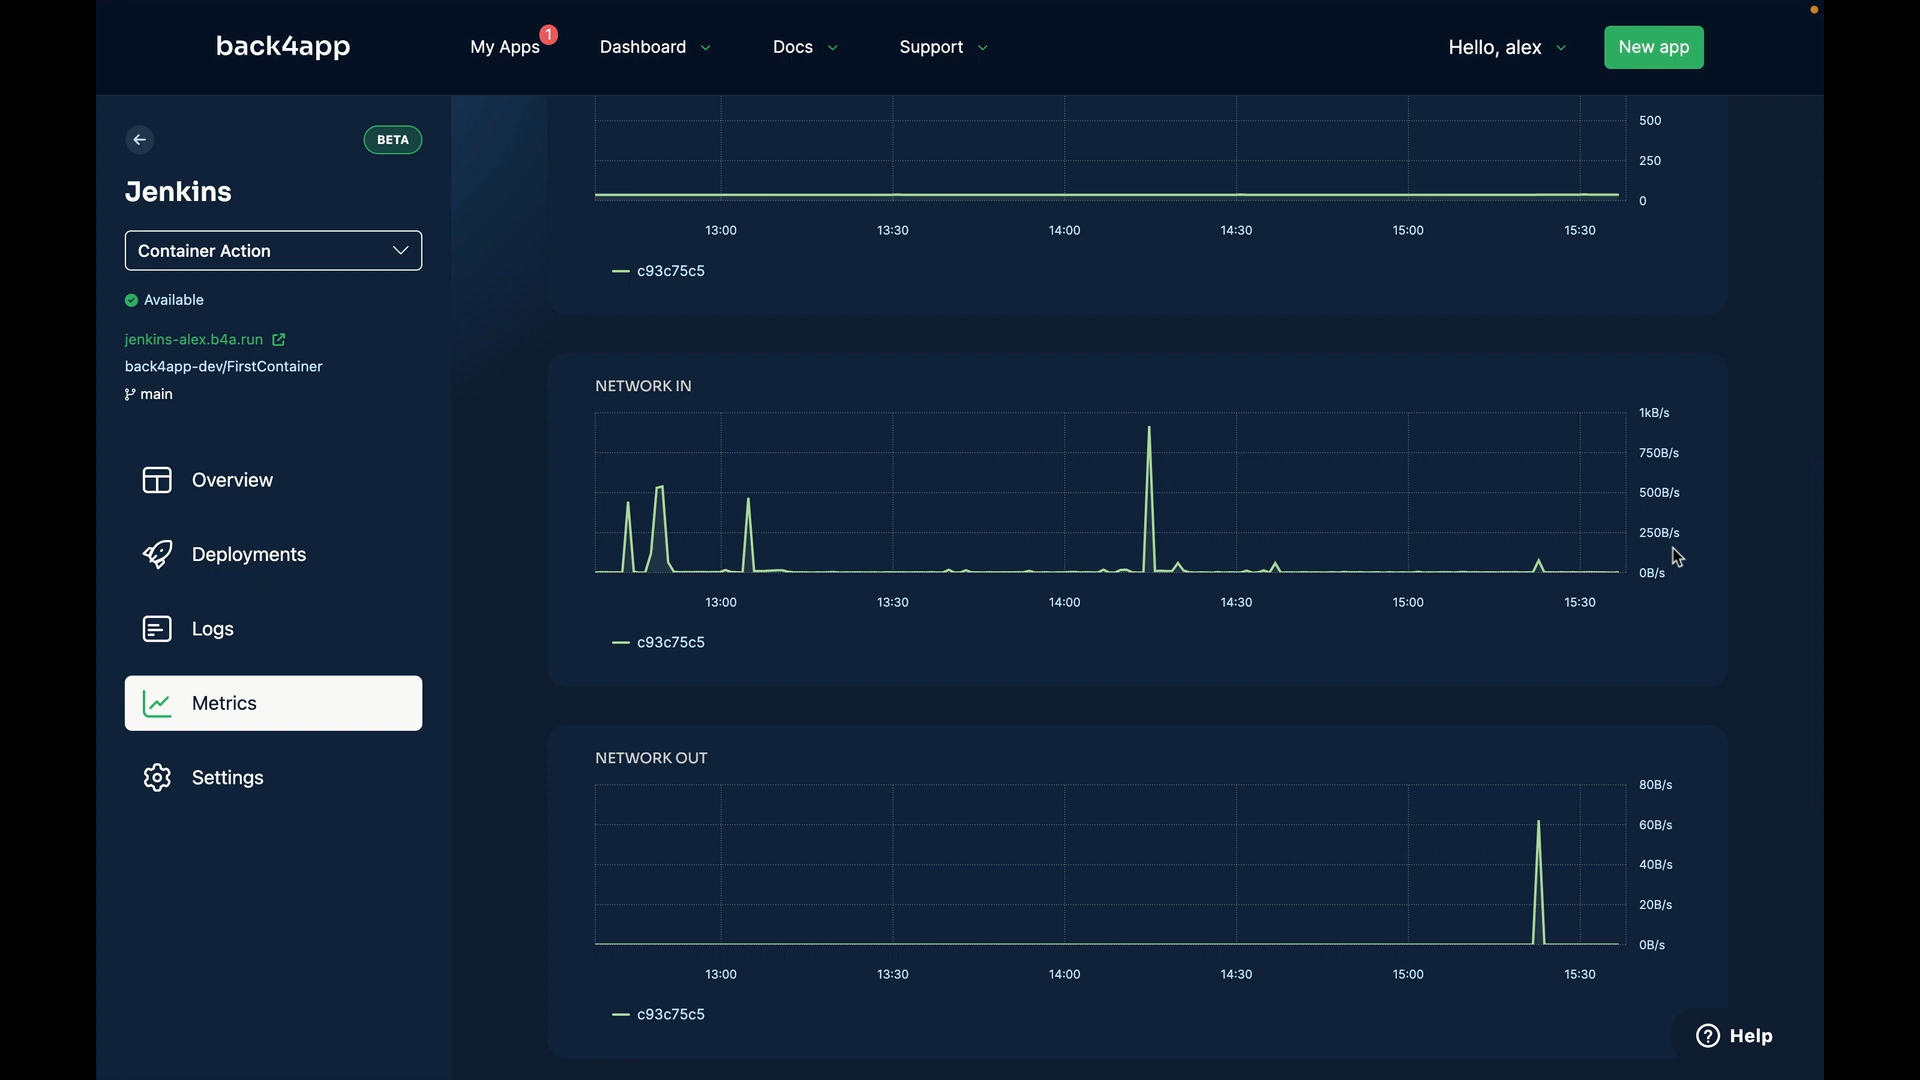 back4app
My Apps 1
Dashboard
Docs
Support
Hello, alex
New app
BETA
Jenkins
Container Action
Available
jenkins-alex.b4a.run
back4app-dev/FirstContainer
main
Overview
Deployments
Logs
Metrics
Settings
500
250
0
13:00 13:30 14:00 14:30 15:00 15:30
c93c75c5
NETWORK IN
1kB/s
750B/s
500B/s
250B/s
0B/s
13:00 13:30 14:00 14:30 15:00 15:30
c93c75c5
NETWORK OUT
80B/s
60B/s
40B/s
20B/s
0B/s
13:00 13:30 14:00 14:30 15:00 15:30
c93c75c5
? Help